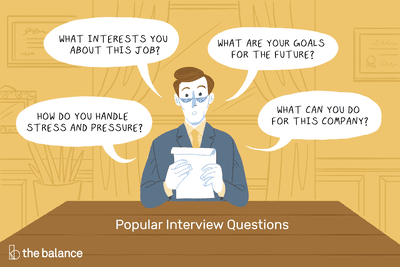 WHAT INTERESTS YOU
ABOUT THIS JOB?
WHAT ARE YOUR GOALS
FOR THE FUTURE?
HOW DO YOU HANDLE
STRESS AND PRESSURE?
WHAT CAN YOU DO
FOR THIS COMPANY?
Popular Interview Questions
the balance